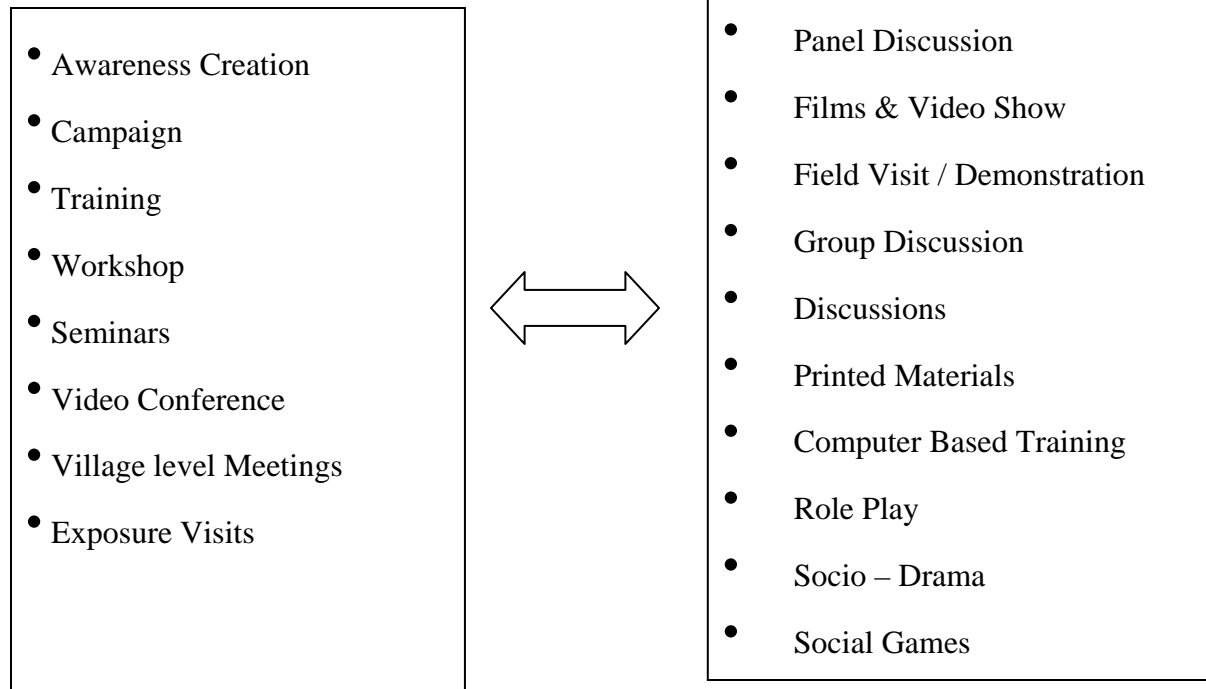 • Awareness Creation
• Campaign
• Training
• Workshop
• Seminars
• Video Conference
• Village level Meetings
• Exposure Visits
• Panel Discussion
• Films & Video Show
• Field Visit / Demonstration
• Group Discussion
• Discussions
• Printed Materials
• Computer Based Training
• Role Play
• Socio – Drama
• Social Games